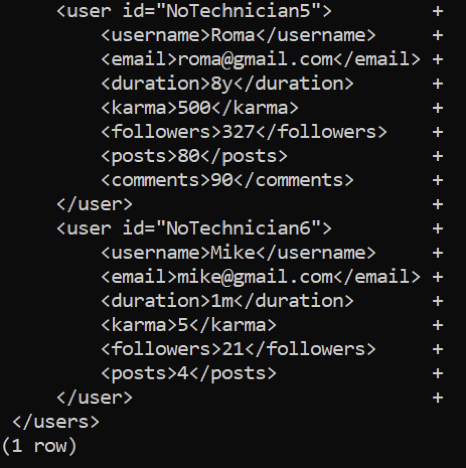 <user id="NoTechnician5"> +
<username>Roma</username> +
<email>roma@gmail.com</email> +
<duration>8y</duration> +
<karma>500</karma> +
<followers>327</followers> +
<posts>80</posts> +
<comments>90</comments> +
</user> +
<user id="NoTechnician6"> +
<username>Mike</username> +
<email>mike@gmail.com</email> +
<duration>1m</duration> +
<karma>5</karma> +
<followers>21</followers> +
<posts>4</posts> +
</user> +
</users>
(1 row)